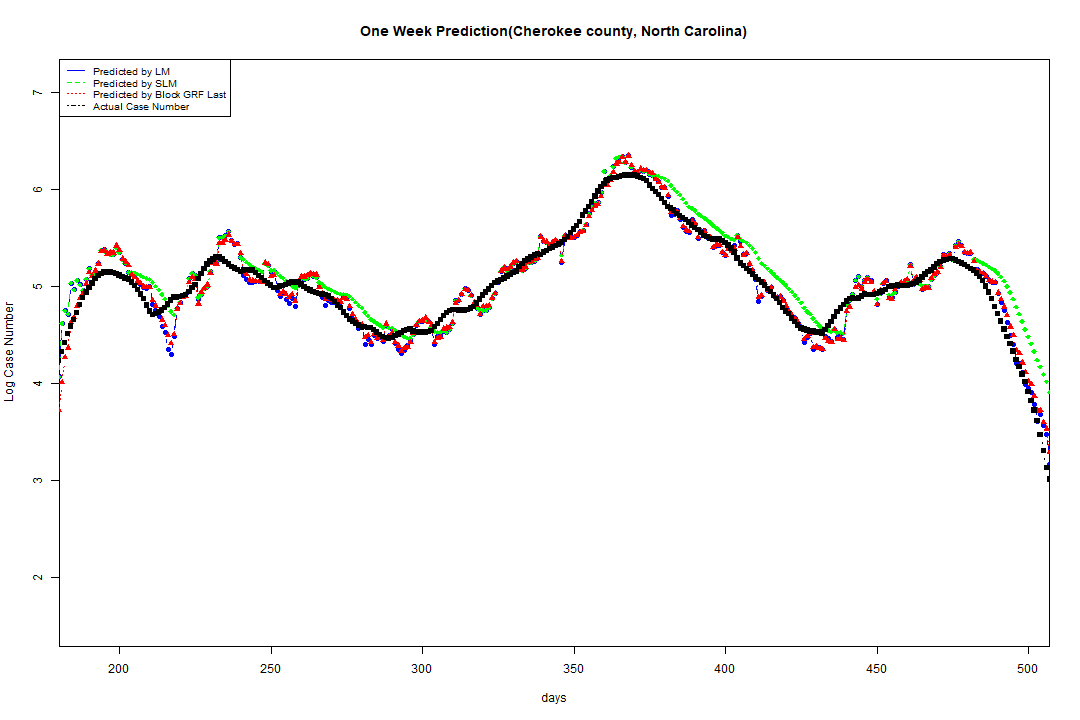 One Week Prediction(Cherokee county, North Carolina)
Predicted by LM
Predicted by SLM
Predicted by Block GRF Last
Actual Case Number
7
6
5
4
3
2
Log Case Number
200 250 300 350 400 450 500
days